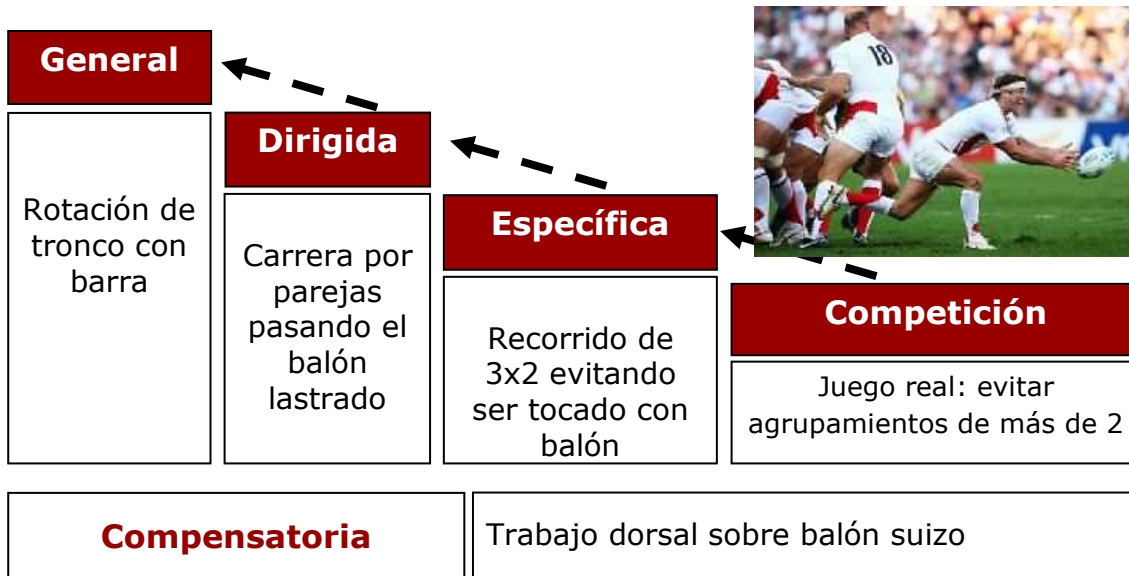 General
Rotación de
tronco con
barra
Dirigida
Carrera por
parejas
pasando el
balón
lastrado
Específica
Recorrido de
3x2 evitando
ser tocado con
balón
18
Competición
Juego real: evitar
agrupamientos de más de 2
Compensatoria
Trabajo dorsal sobre balón suizo